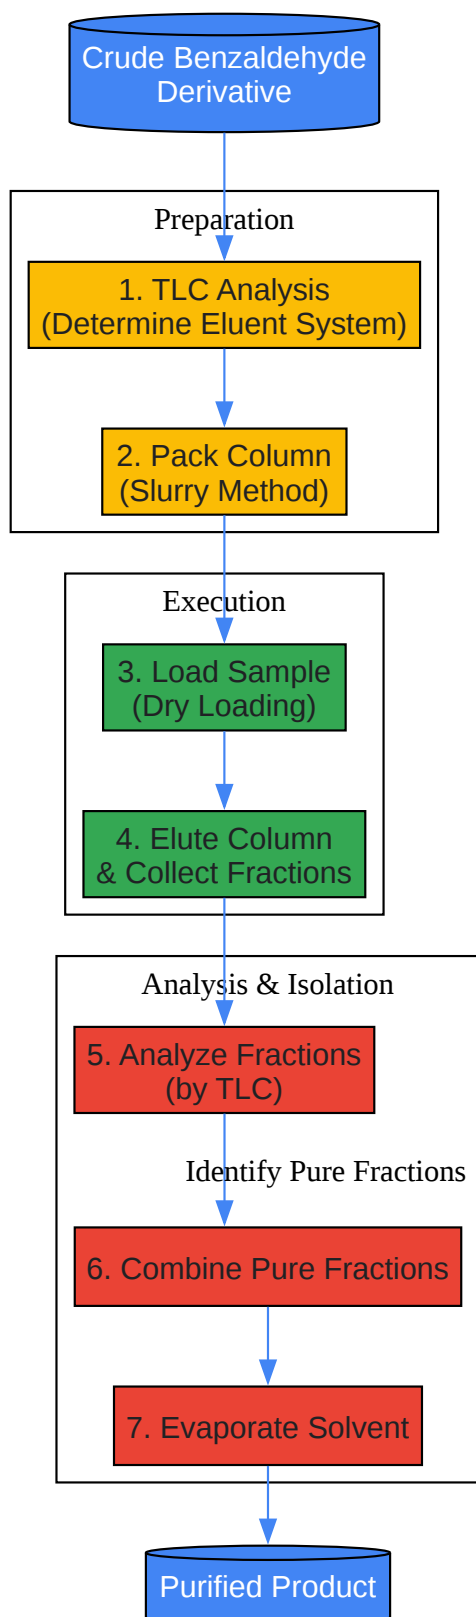 Crude Benzaldehyde
Derivative
Preparation
1. TLC Analysis
(Determine Eluent System)
2. Pack Column
(Slurry Method)
Execution
3. Load Sample
(Dry Loading)
4. Elute Column
& Collect Fractions
Analysis & Isolation
5. Analyze Fractions
(by TLC)
Identify Pure Fractions
6. Combine Pure Fractions
7. Evaporate Solvent
Purified Product